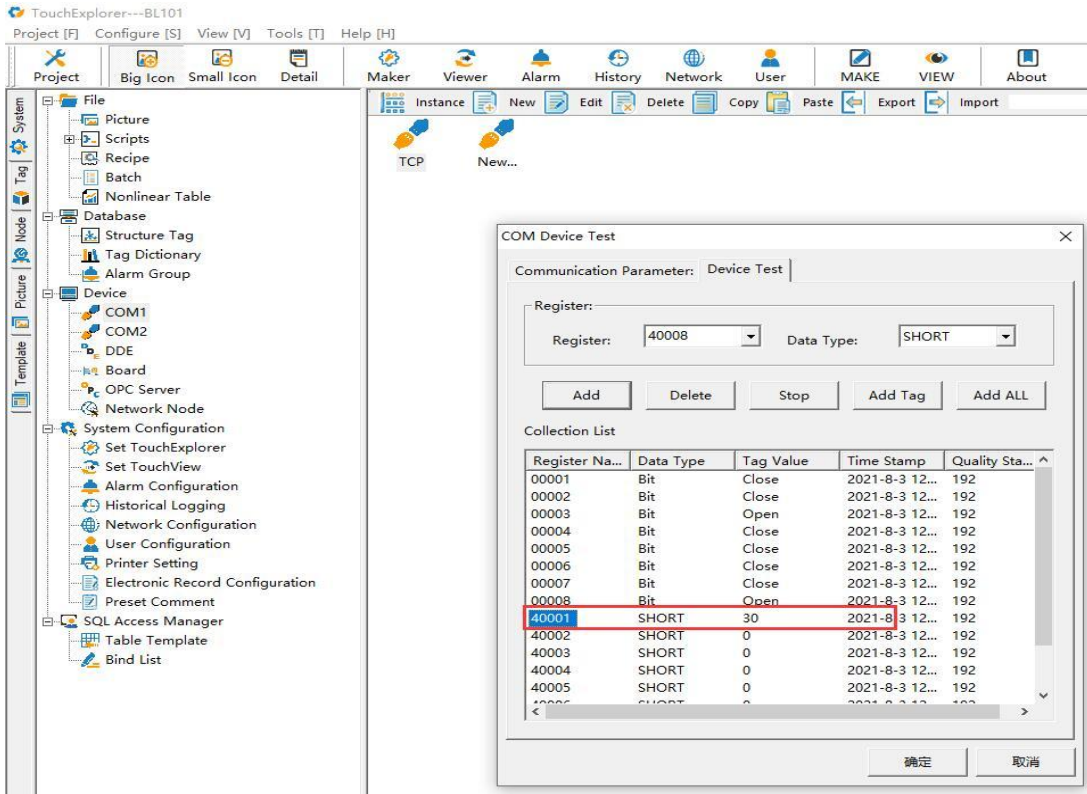 TouchExplorer---BL101
Project [F] Configure [S] View [V] Tools [T] Help [H]
Project Big Icon Small Icon Detail Maker Viewer Alarm History Network User MAKE VIEW About
Instance New Edit Delete Copy Paste Export Import
System
Tag
Node
Picture
Template
File
Picture
Scripts
Recipe
Batch
Nonlinear Table
Database
Structure Tag
Tag Dictionary
Alarm Group
Device
COM1
COM2
DDE
Board
OPC Server
Network Node
System Configuration
Set TouchExplorer
Set TouchView
Alarm Configuration
Historical Logging
Network Configuration
User Configuration
Printer Setting
Electronic Record Configuration
Preset Comment
SQL Access Manager
Table Template
Bind List
TCP New...
COM Device Test
Communication Parameter: Device Test
Register:
Register: 40008 Data Type: SHORT
Add Delete Stop Add Tag Add ALL
Collection List
Register Na... Data Type Tag Value Time Stamp Quality Sta...
00001 Bit Close 2021-8-3 12... 192
00002 Bit Close 2021-8-3 12... 192
00003 Bit Open 2021-8-3 12... 192
00004 Bit Close 2021-8-3 12... 192
00005 Bit Close 2021-8-3 12... 192
00006 Bit Close 2021-8-3 12... 192
00007 Bit Close 2021-8-3 12... 192
00008 Bit Open 2021-8-3 12... 192
40001 SHORT 30 2021-8-3 12... 192
40002 SHORT 0 2021-8-3 12... 192
40003 SHORT 0 2021-8-3 12... 192
40004 SHORT 0 2021-8-3 12... 192
40005 SHORT 0 2021-8-3 12... 192
确定 取消